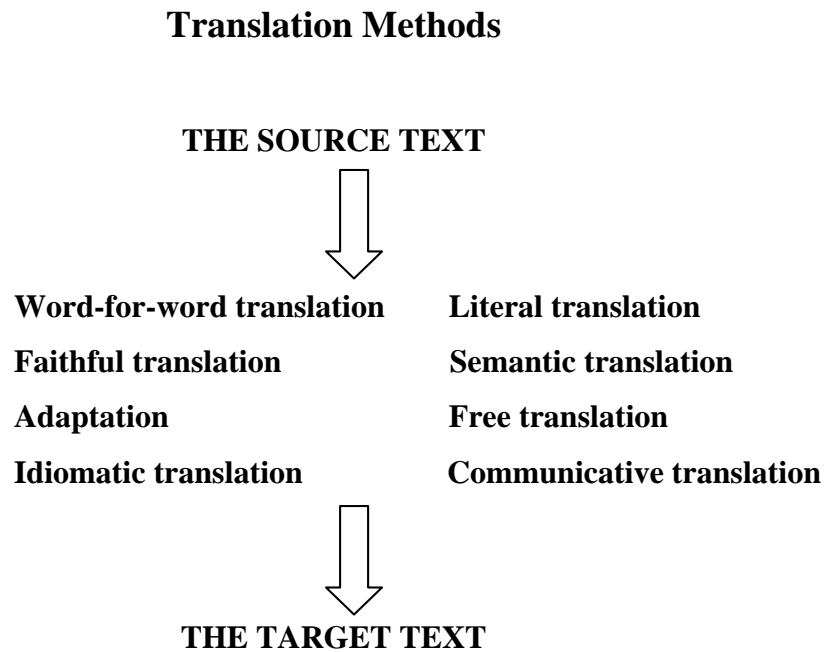 Translation Methods
THE SOURCE TEXT
Word-for-word translation Literal translation
Faithful translation Semantic translation
Adaptation Free translation
Idiomatic translation Communicative translation
THE TARGET TEXT